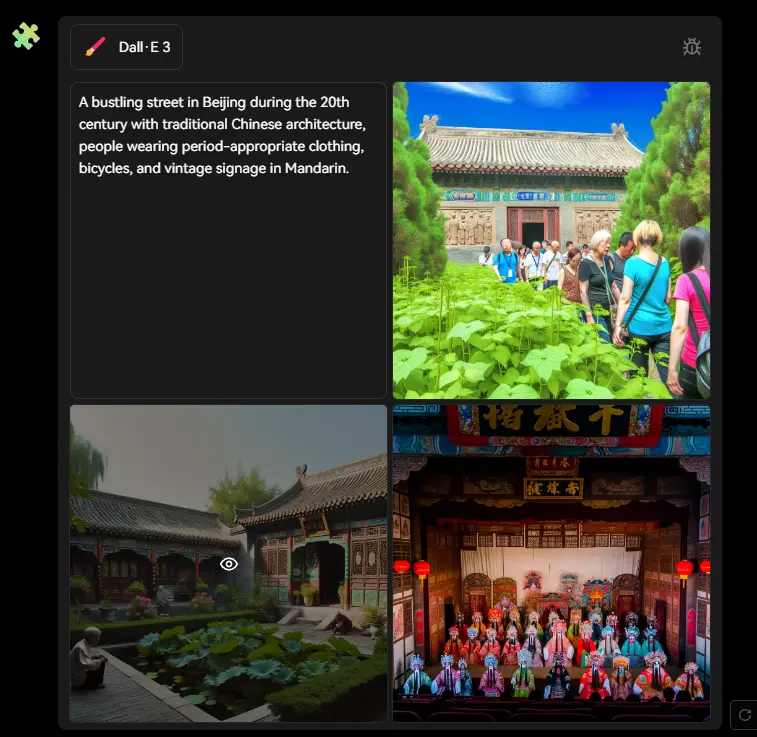 Dall·E 3
A bustling street in Beijing during the 20th
century with traditional Chinese architecture,
people wearing period-appropriate clothing,
bicycles, and vintage signage in Mandarin.